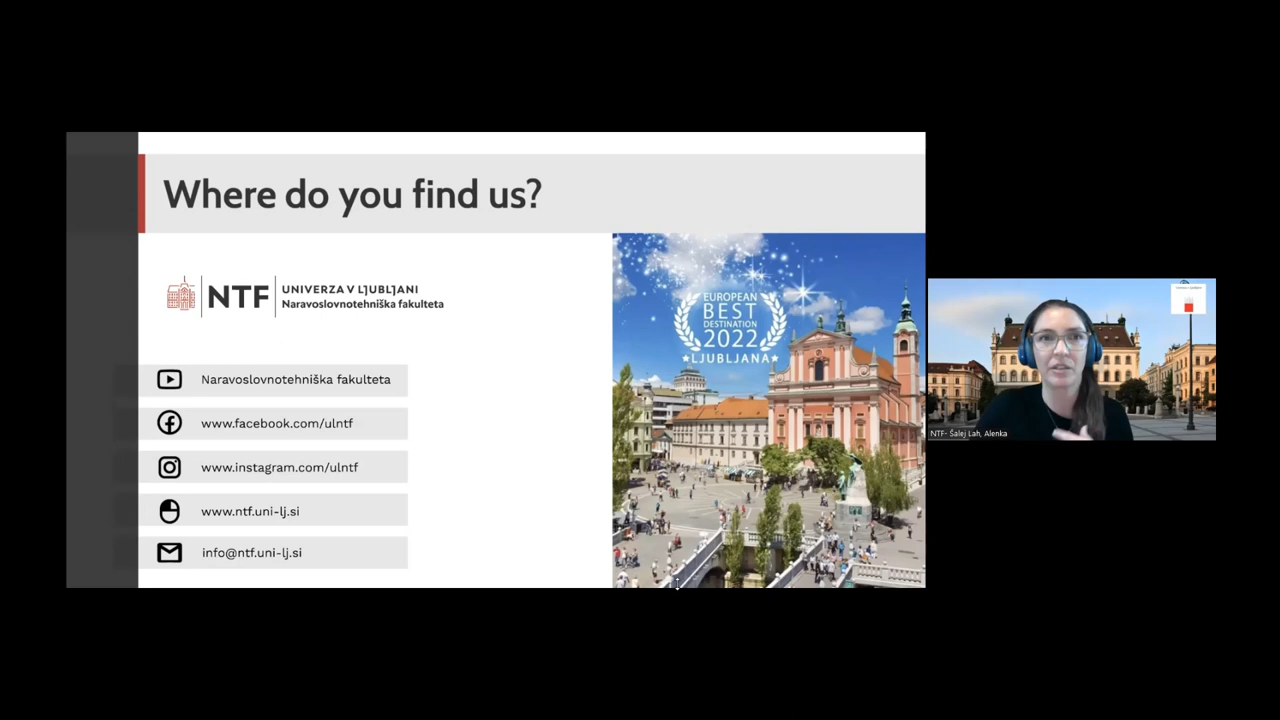 Where do you find us?
NTF
UNIVERZA V LJUBLJANI
Naravoslovnotehniška fakulteta
Naravoslovnotehniška fakulteta
www.facebook.com/ulntf
www.instagram.com/ulntf
www.ntf.uni-lj.si
info@ntf.uni-lj.si
EUROPEAN
BEST
DESTINATION
2022
★LJUBLJANA★
NTF- Šalej Lah, Alenka